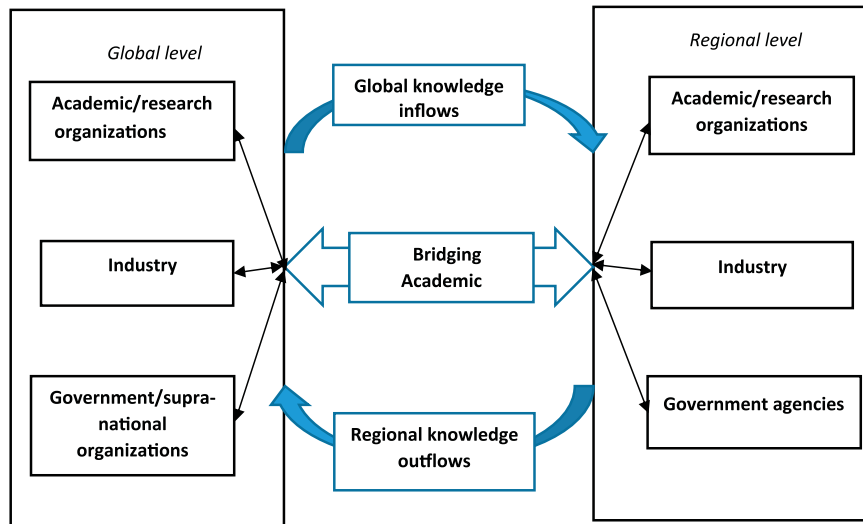 Global level
Academic/research
organizations
Industry
Government/supra-
national
organizations
Global knowledge
inflows
Bridging
Academic
Regional knowledge
outflows
Regional level
Academic/research
organizations
Industry
Government agencies